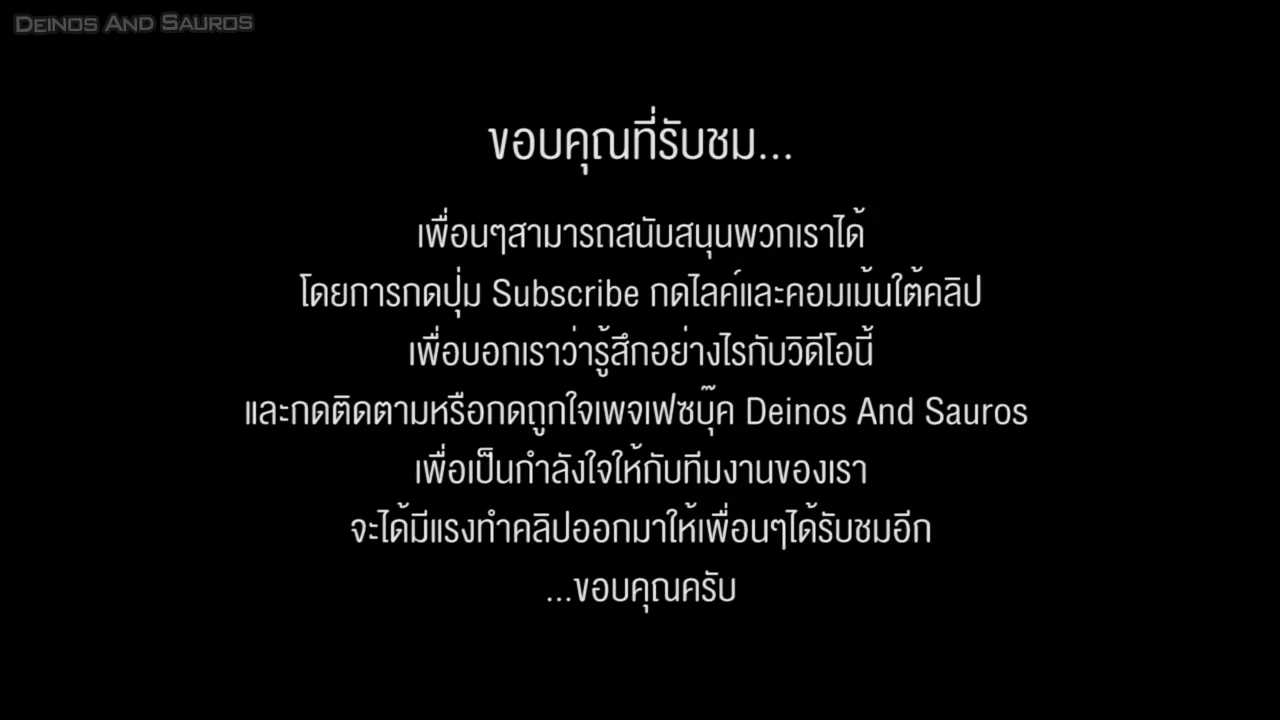 DEINOS AND SAUROS
ขอบคุณที่รับชม...
เพื่อนๆสามารถสนับสนุนพวกเราได้
โดยการกดปุ่ม Subscribe กดไลค์และคอมเม้นใต้คลิป
เพื่อบอกเราว่ารู้สึกอย่างไรกับวิดีโอนี้
และกดติดตามหรือกดถูกใจเพจเฟซบุ๊ค Deinos And Sauros
เพื่อเป็นกำลังใจให้กับทีมงานของเรา
จะได้มีแรงทำคลิปออกมาให้เพื่อนๆได้รับชมอีก
...ขอบคุณครับ